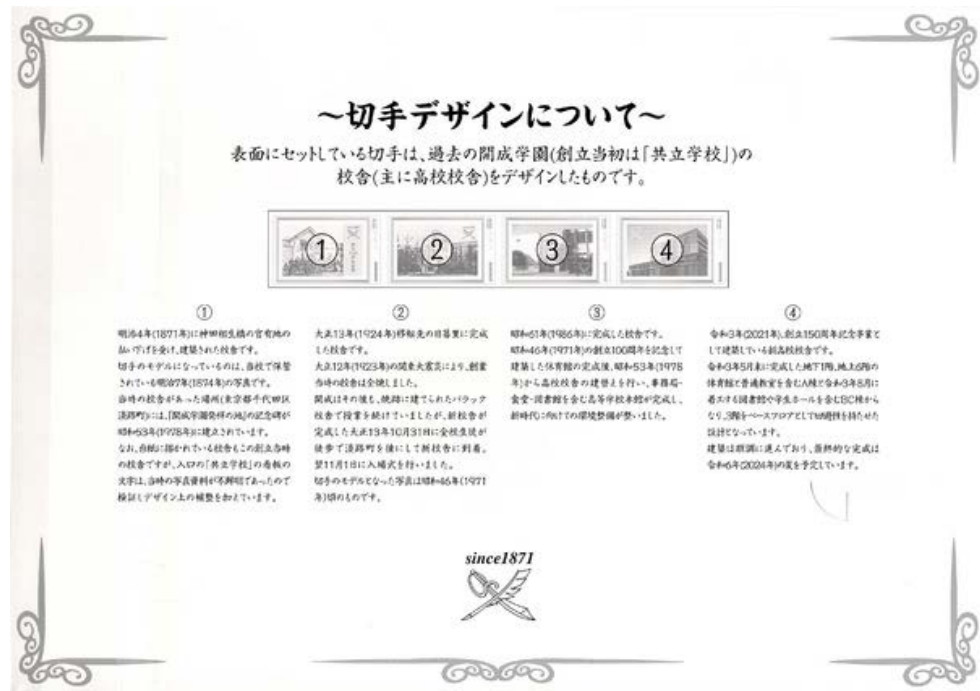 ～切手デザインについて～
表面にセットしている切手は、過去の開成学園(創立当初は「共立学校」)の
校舎(主に高校校舎)をデザインしたものです。
① ② ③ ④
①
明治4年(1871年)に神田相生橋の官有地の
払い下げを受け、建築された校舎です。
切手のモデルになっているのは、当校で保管
されている明治7年(1874年)の写真です。
当時の校舎があった場所(東京都千代田区
淡路町)には、「開成学園発祥の地」の記念碑が
昭和53年(1978年)に建立されています。
なお、台紙に描かれている校舎もこの創立当時
の校舎ですが、入口の「共立学校」の看板の
文字は、当時の写真資料が不鮮明であったので
検証しデザイン上の補整を加えています。
②
大正13年(1924年)移転先の日暮里に完成
した校舎です。
大正12年(1923年)の関東大震災により、創業
当時の校舎は全焼しました。
開成はその後も、焼跡に建てられたバラック
校舎で授業を続けていましたが、新校舎が
完成した大正13年10月31日に全校生徒が
徒歩で淡路町を後にして新校舎に到着。
翌11月1日に入場式を行いました。
切手のモデルとなった写真は昭和46年(1971
年)頃のものです。
③
昭和61年(1986年)に完成した校舎です。
昭和46年(1971年)の創立100周年を記念して
建築した体育館の完成後、昭和53年(1978
年)から高校校舎の建替えを行い、事務局・
食堂・図書館を含む高等学校本館が完成し、
新時代に向けての環境整備が整いました。
④
令和3年(2021年)、創立150周年記念事業と
して建築している新高校校舎です。
令和3年5月末に完成した地下1階、地上6階の
体育館と普通教室を含むA棟と令和3年8月に
着工する図書館や学生ホールを含むBC棟から
なり、3階をベースフロアとして回遊性を持たせた
設計となっています。
建築は順調に進んでおり、最終的な完成は
令和6年(2024年)の夏を予定しています。
since1871